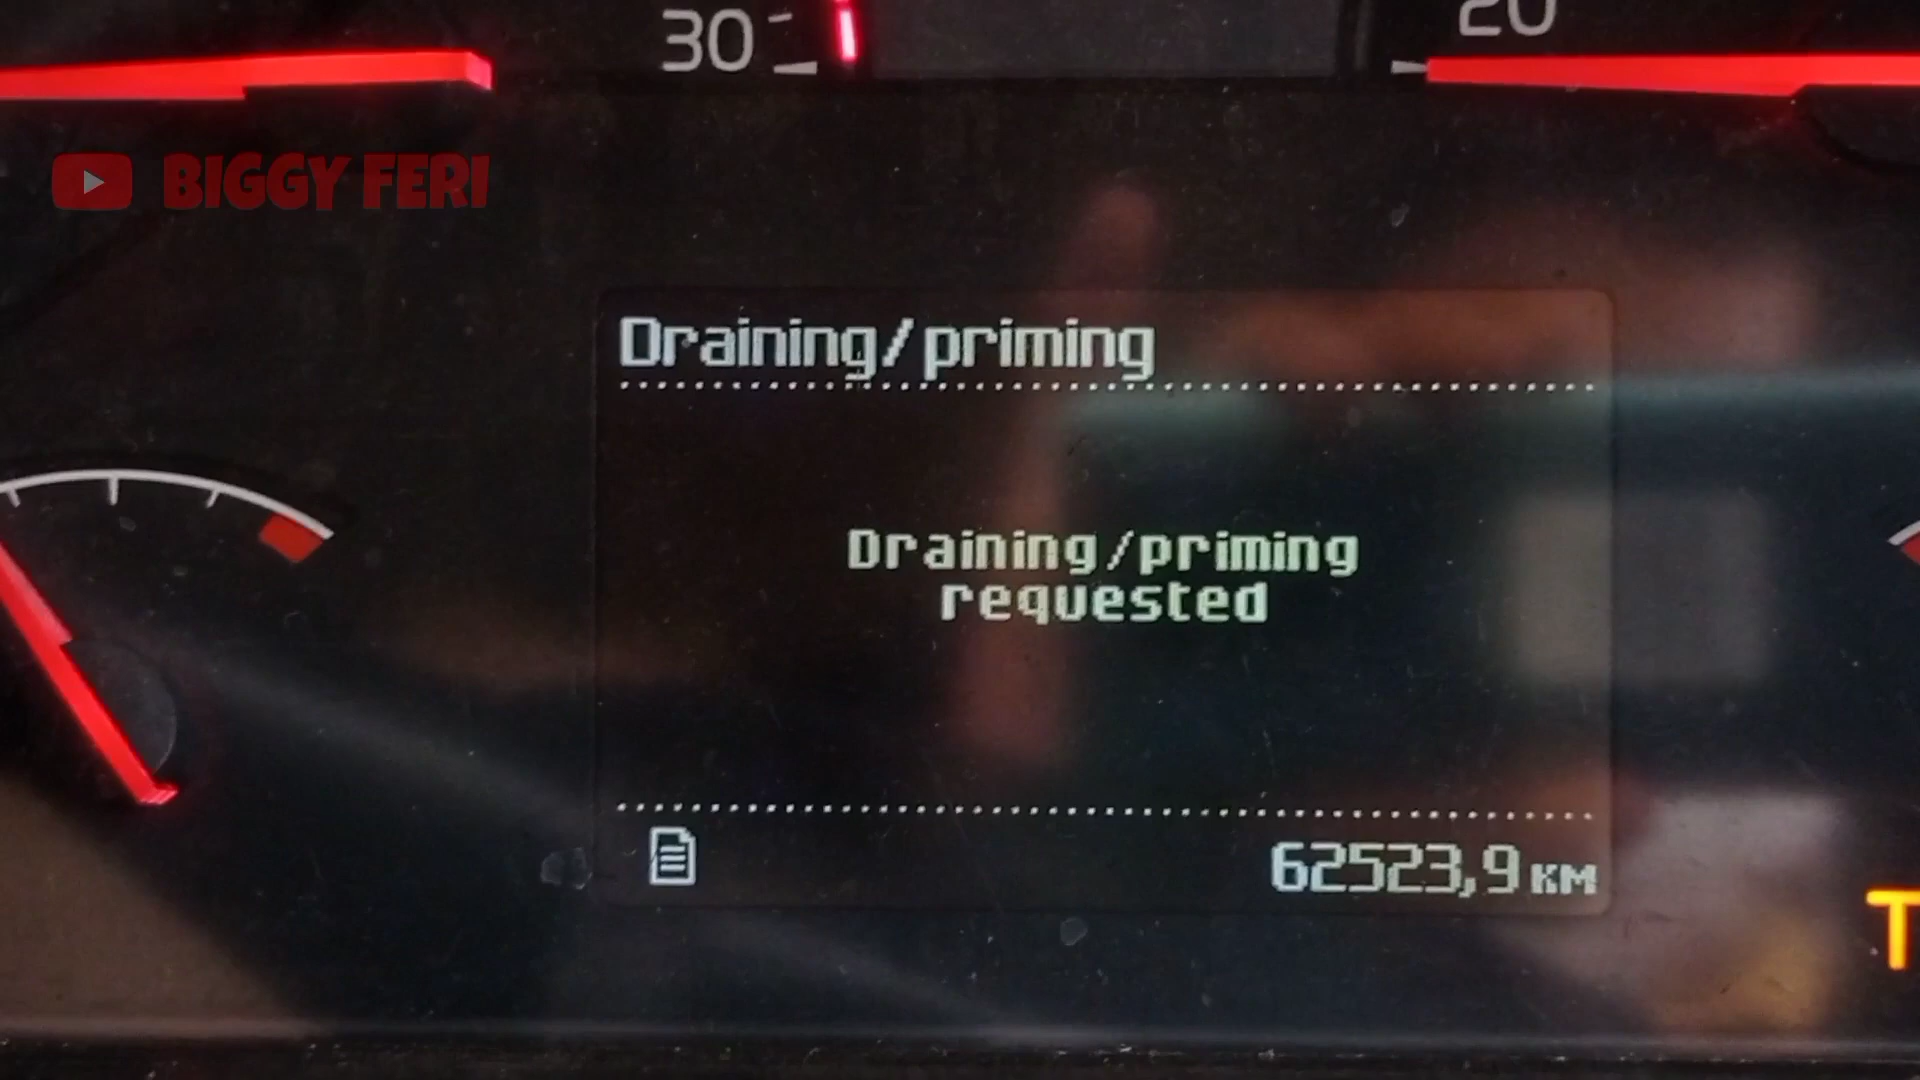 30
20
BIGGY FERI
Draining/priming
Draining/priming
requested
62523,9 км
T